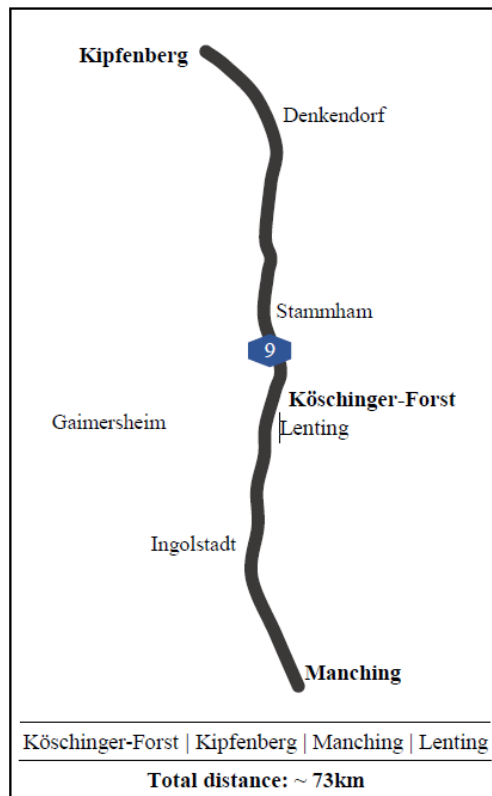 Kipfenberg
Denkendorf
Stammham
9
Köschinger-Forst
Gaimersheim
Lenting
Ingolstadt
Manching
Köschinger-Forst | Kipfenberg | Manching | Lenting
Total distance: ~ 73km